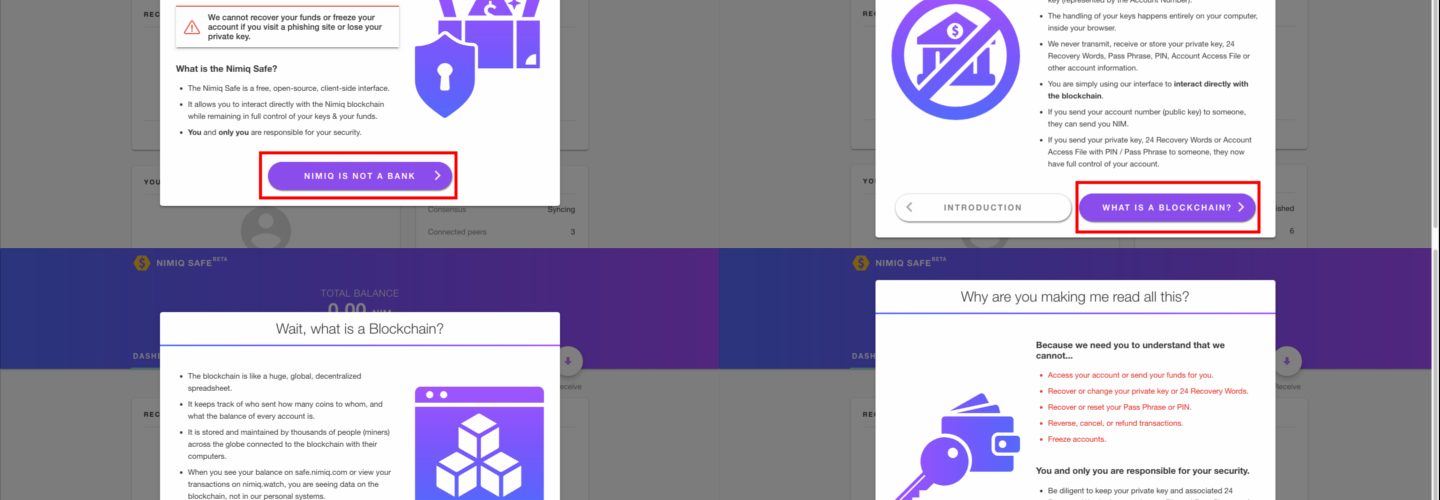 REC
We cannot recover your funds or freeze your
account if you visit a phishing site or lose your
private key.
What is the Nimiq Safe?
• The Nimiq Safe is a free, open-source, client-side interface.
• It allows you to interact directly with the Nimiq blockchain
while remaining in full control of your keys & your funds.
• You and only you are responsible for your security.
NIMIQ IS NOT A BANK
YOU
Consensus Syncing
Connected peers 3
REC
key (represented by the Account Number).
• The handling of your keys happens entirely on your computer,
inside your browser.
• We never transmit, receive or store your private key, 24
Recovery Words, Pass Phrase, PIN, Account Access File or
other account information.
• You are simply using our interface to interact directly with
the blockchain.
• If you send your account number (public key) to someone,
they can send you NIM.
• If you send your private key, 24 Recovery Words or Account
Access File with PIN / Pass Phrase to someone, they now
have full control of your account.
INTRODUCTION
WHAT IS A BLOCKCHAIN?
YOU
ished
6
NIMIQ SAFE BETA
TOTAL BALANCE
0.00 NIM
Wait, what is a Blockchain?
DASHB
eceive
REC
• The blockchain is like a huge, global, decentralized
spreadsheet.
• It keeps track of who sent how many coins to whom, and
what the balance of every account is.
• It is stored and maintained by thousands of people (miners)
across the globe connected to the blockchain with their
computers.
• When you see your balance on safe.nimiq.com or view your
transactions on nimiq.watch, you are seeing data on the
blockchain, not in our personal systems.
NIMIQ SAFE BETA
Why are you making me read all this?
DASHB
Receive
REC
Because we need you to understand that we
cannot...
• Access your account or send your funds for you.
• Recover or change your private key or 24 Recovery Words.
• Recover or reset your Pass Phrase or PIN.
• Reverse, cancel, or refund transactions.
• Freeze accounts.
You and only you are responsible for your security.
• Be diligent to keep your private key and associated 24